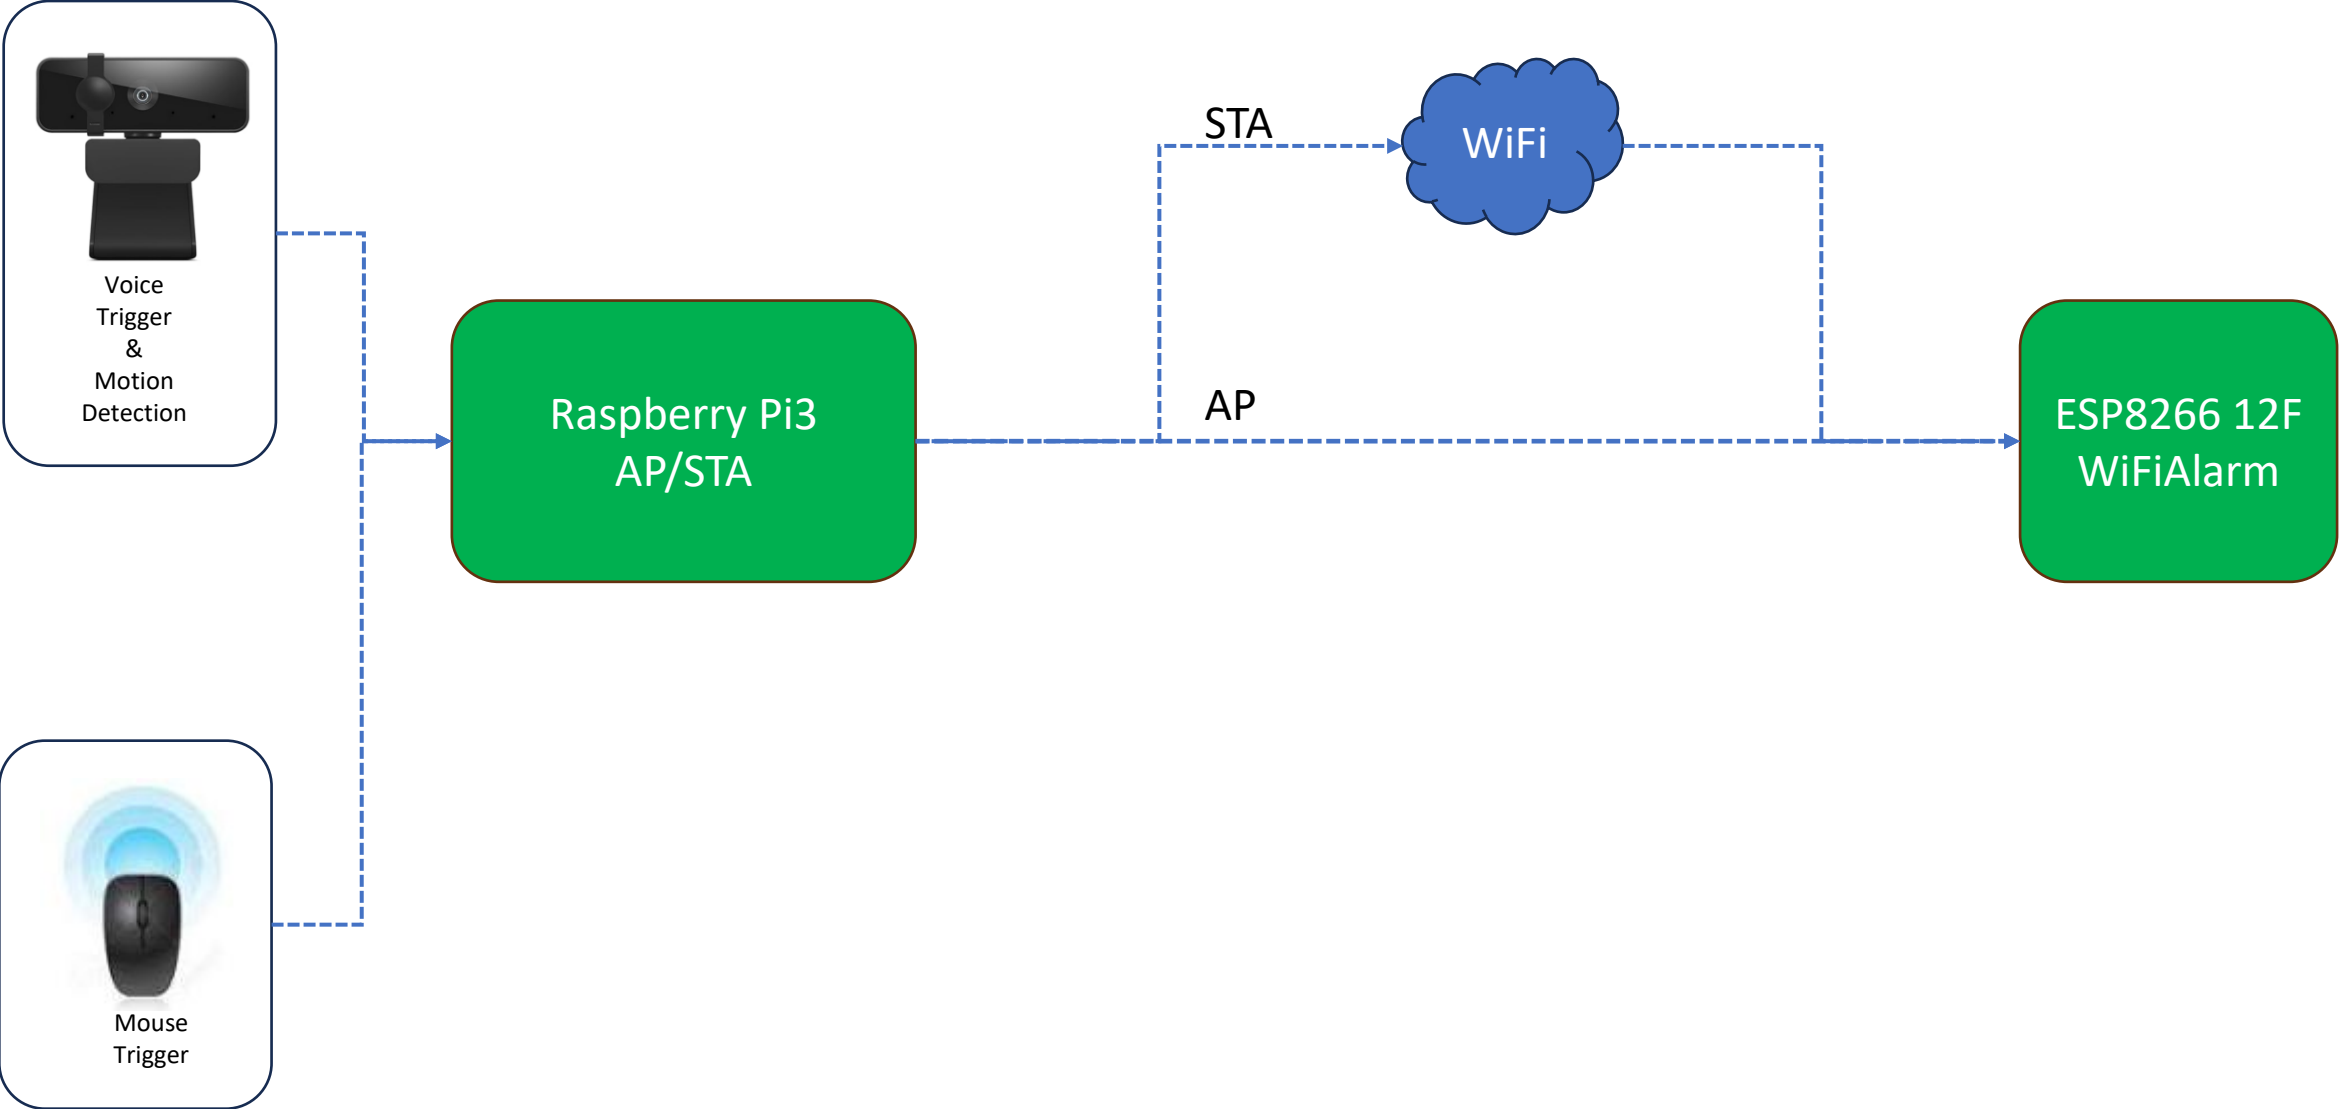 Voice
Trigger
&
Motion
Detection
Mouse
Trigger
Raspberry Pi3
AP/STA
STA
WiFi
AP
ESP8266 12F
WiFiAlarm